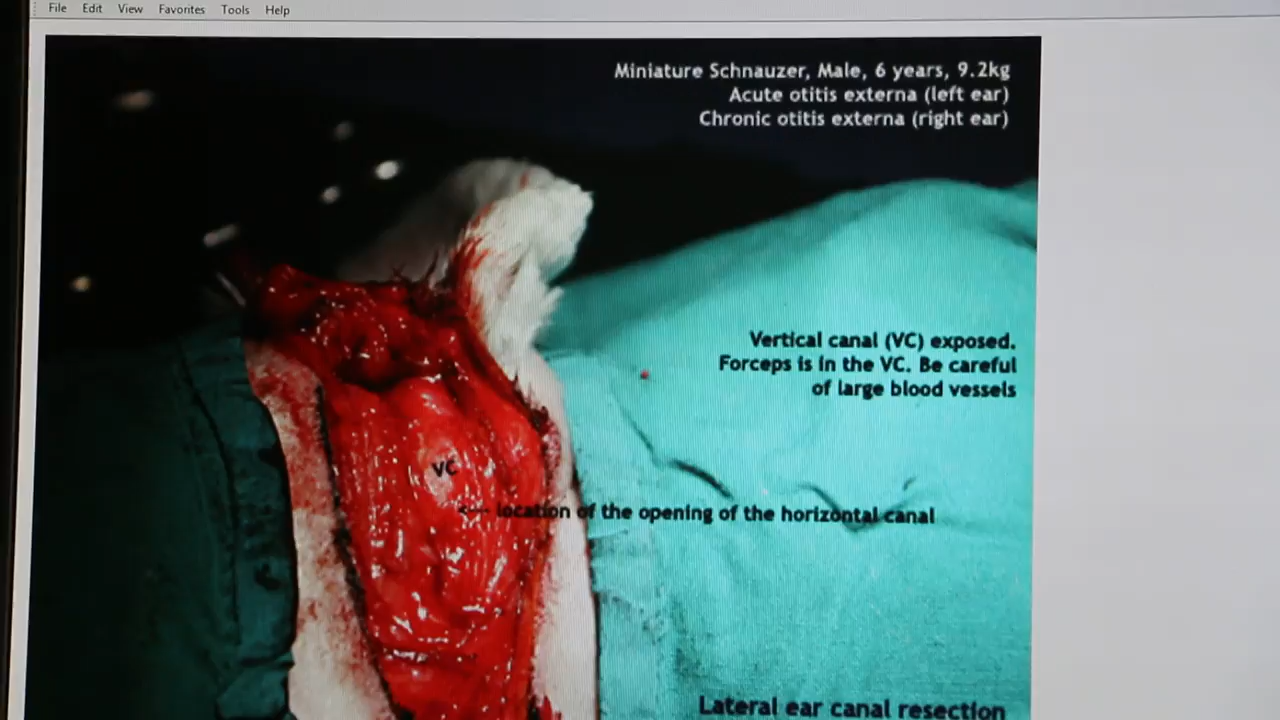 File Edit View Favorites Tools Help
Miniature Schnauzer, Male, 6 years, 9.2kg
Acute otitis externa (left ear)
Chronic otitis externa (right ear)
Vertical canal (VC) exposed.
Forceps is in the VC. Be careful
of large blood vessels
VC
<--- location of the opening of the horizontal canal
Lateral ear canal resection